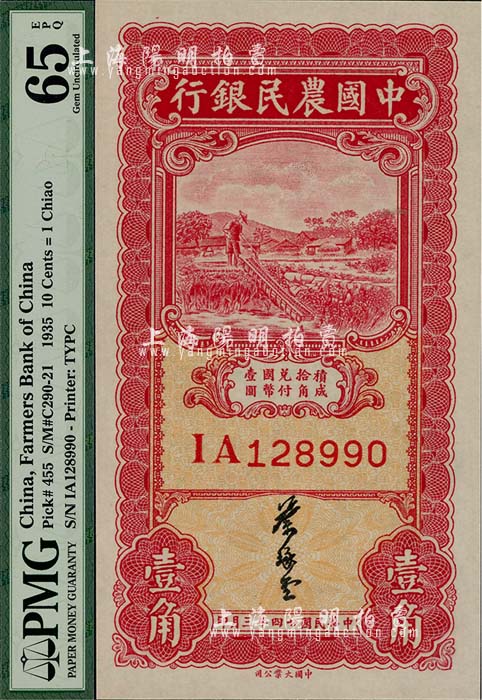 PMG
PAPER MONEY GUARANTY
China, Farmers Bank of China
Pick# 455 S/M#C290-21 1935 10 Cents = 1 Chiao
S/N IA128990 - Printer: TYPC
65 EPQ
Gem Uncirculated
上海陽明拍賣
www.yangmingauction.com
行銀民農國中
上海陽明拍賣
www.yangmingauction.com
積成
拾角
兑付
國幣
壹圓
IA128990
壹角
壹角
中國大業公司
上海陽明拍賣
www.yangmingauction.com